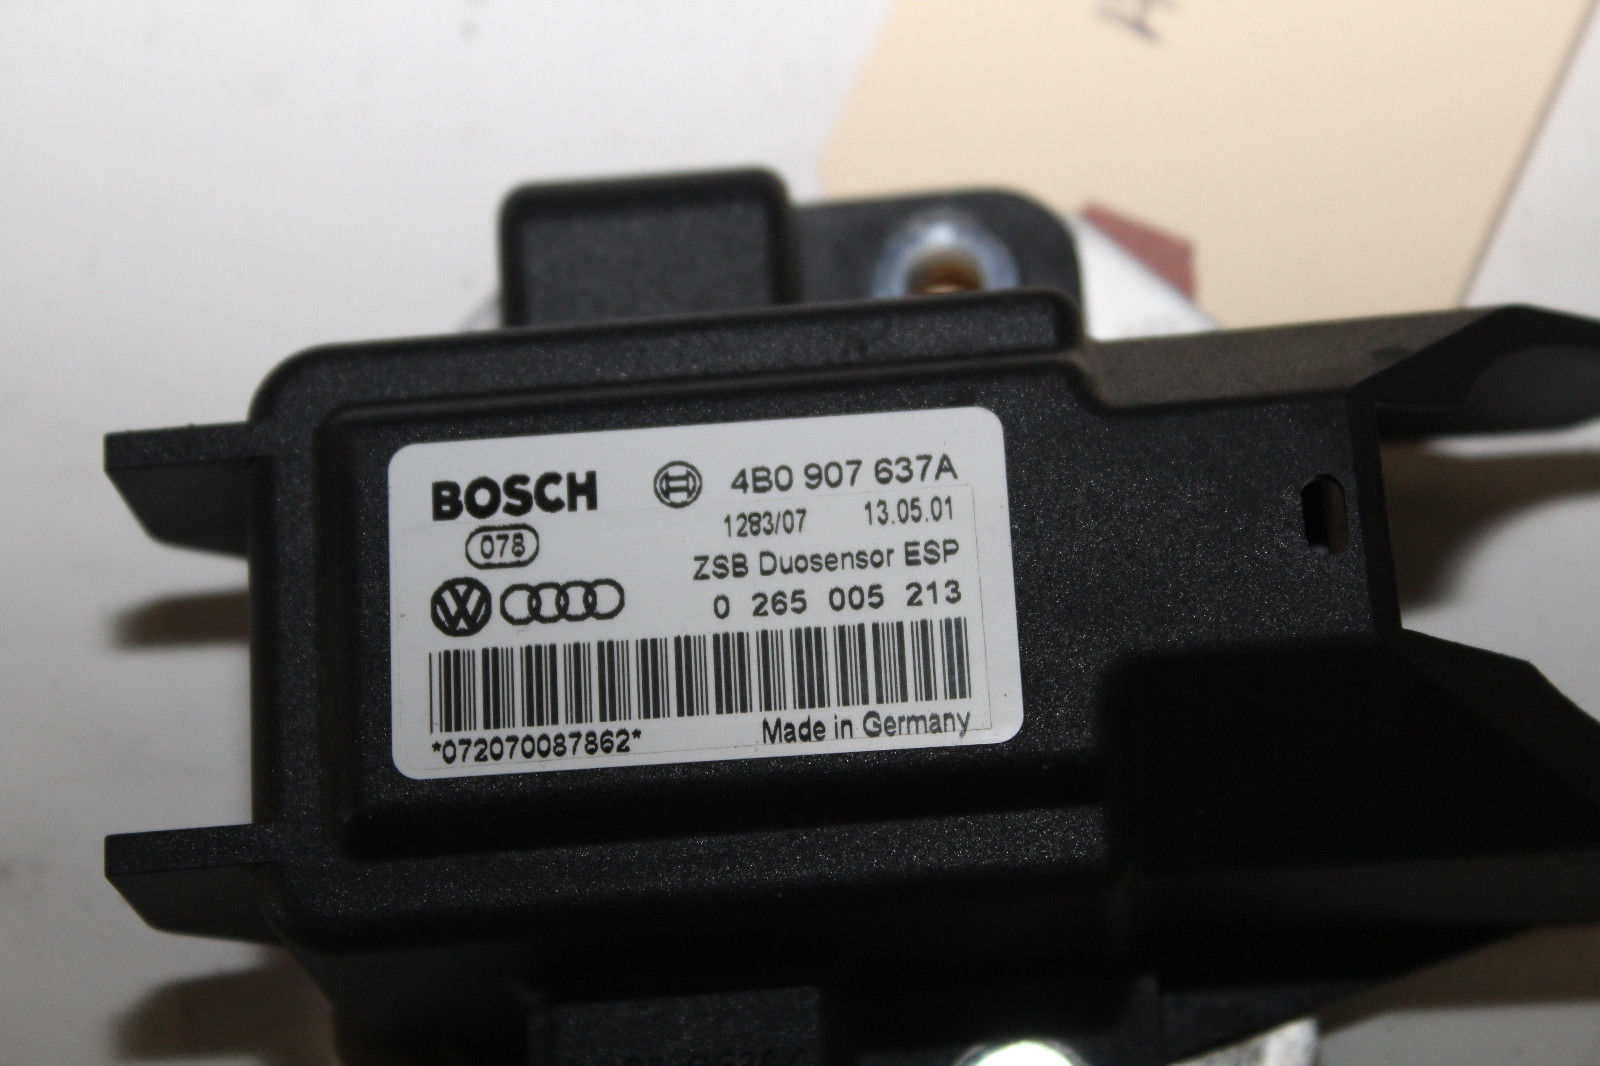 BOSCH 4B0 907 637A
1283/07 13.05.01
078
ZSB Duosensor ESP
0 265 005 213
*072070087862*
Made in Germany